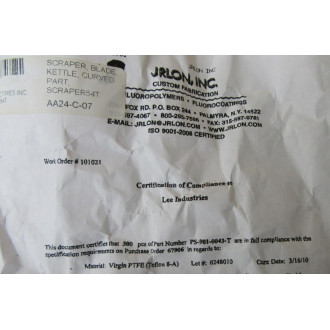 SCRAPER, BLADE,
KETTLE, CURVED
PART
SCRAPER54T
AA24-C-07
TRIES INC
JRLON, INC
JRLON, INC.
CUSTOM FABRICATION
FLUOROPOLYMERS • FLUOROCOATINGS
FOX RD. P.O. BOX 244 • PALMYRA, N.Y. 14522
E-MAIL: JRLON@JRLON.COM • WWW.JRLON.COM
ISO 9001-2008 CERTIFIED
Work Order # 101021
Certification of Compliance to
Lee Industries
This document certifies that 300 pcs of Part Number PS-901-0043-T are in full compliance with the
specification requirements on Purchase Order 67906 in regards to:
Material: Virgin PTFE (Teflon 8-A) Lot # 0248010 Cure Date: 3/16/10